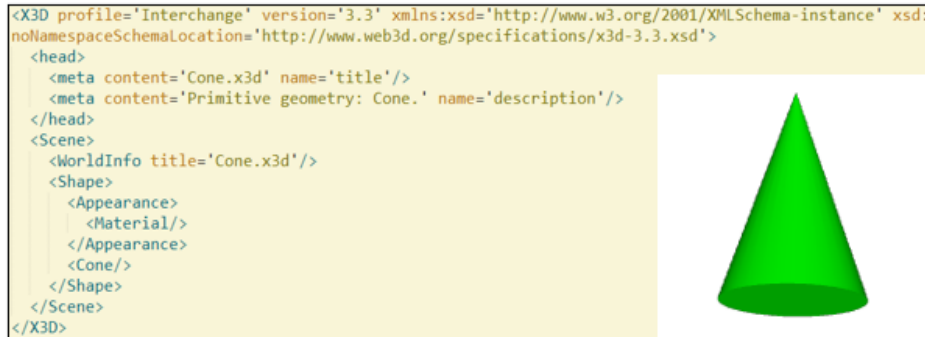 <X3D profile='Interchange' version='3.3' xmlns:xsd='http://www.w3.org/2001/XMLSchema-instance' xsd:
noNamespaceSchemaLocation='http://www.web3d.org/specifications/x3d-3.3.xsd'>
<head>
<meta content='Cone.x3d' name='title'/>
<meta content='Primitive geometry: Cone.' name='description'/>
</head>
<Scene>
<WorldInfo title='Cone.x3d'/>
<Shape>
<Appearance>
<Material/>
</Appearance>
<Cone/>
</Shape>
</Scene>
</X3D>